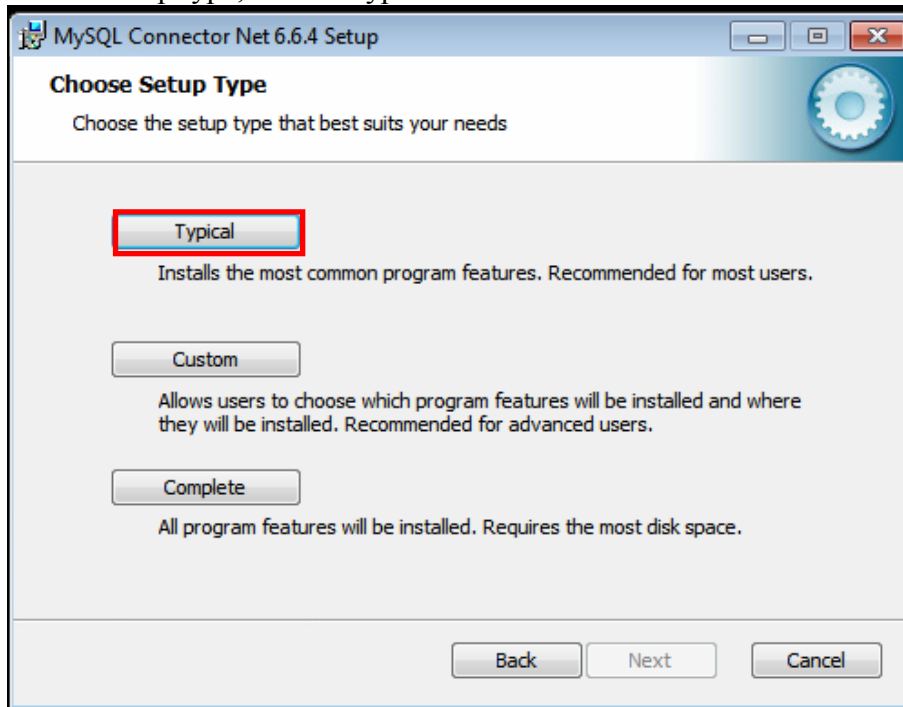 MySQL Connector Net 6.6.4 Setup
Choose Setup Type
Choose the setup type that best suits your needs
Typical
Installs the most common program features. Recommended for most users.
Custom
Allows users to choose which program features will be installed and where
they will be installed. Recommended for advanced users.
Complete
All program features will be installed. Requires the most disk space.
Back Next Cancel